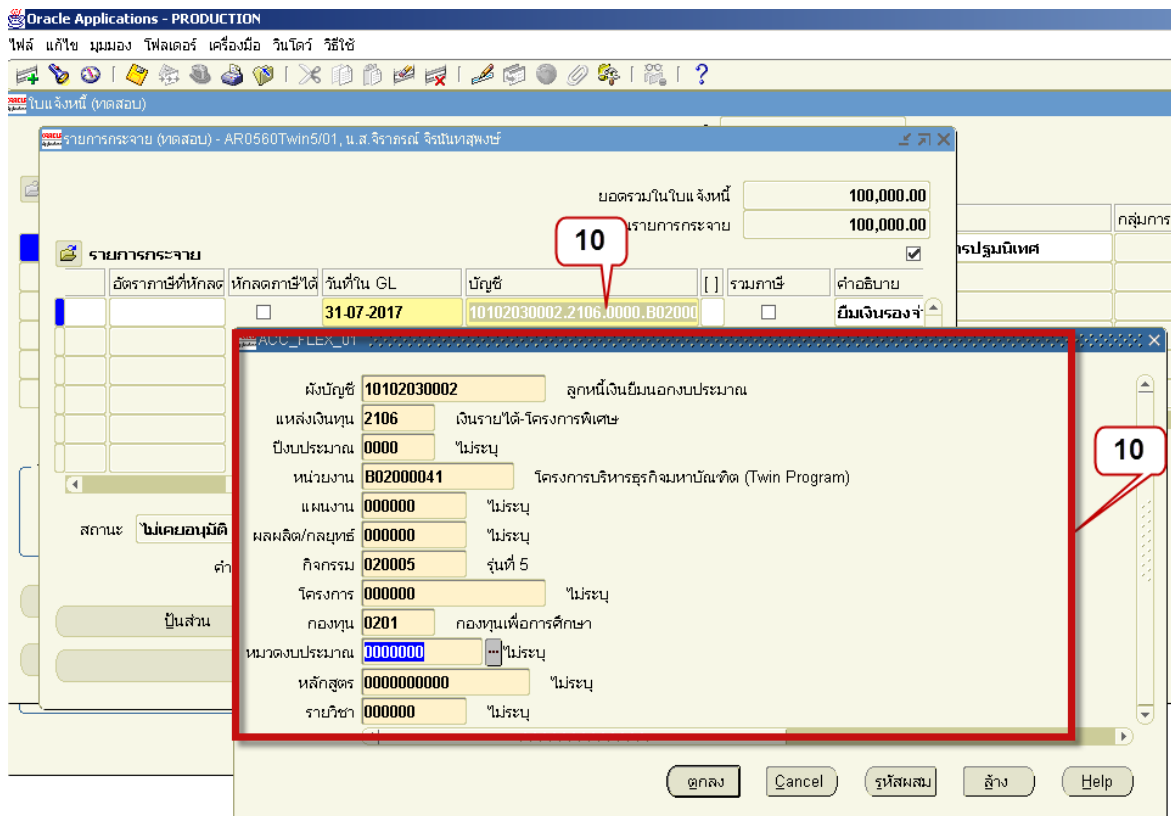 Oracle Applications - PRODUCTION
ไฟล์ แก้ไข มุมมอง โฟลเดอร์ เครื่องมือ วินโดว์ วิธีใช้
ใบแจ้งหนี้ (ทดสอบ)
รายการกระจาย (ทดสอบ) - AR0560Twin5/01, น.ส.จิราภรณ์ จิรนันทสุพงษ์
ยอดรวมในใบแจ้งหนี้ 100,000.00
นรายการกระจาย 100,000.00
10
กลุ่มการ
รายการกระจาย
ารปฐมนิเทศ
อัตราภาษีที่หักลด หักลดภาษีได้ วันที่ใน GL บัญชี [ ] รวมภาษี คำอธิบาย
31-07-2017 10102030002.2106.0000.B02000 ยืมเงินรองจ่
ACC_FLEX_01
ผังบัญชี 10102030002 ลูกหนี้เงินยืมนอกงบประมาณ
แหล่งเงินทุน 2106 เงินรายได้-โครงการพิเศษ
ปีงบประมาณ 0000 ไม่ระบุ
10
หน่วยงาน B02000041 โครงการบริหารธุรกิจมหาบัณฑิต (Twin Program)
แผนงาน 000000 ไม่ระบุ
สถานะ ไม่เคยอนุมัติ
ผลผลิต/กลยุทธ์ 000000 ไม่ระบุ
กิจกรรม 020005 รุ่นที่ 5
คำ
โครงการ 000000 ไม่ระบุ
ปันส่วน
กองทุน 0201 กองทุนเพื่อการศึกษา
หมวดงบประมาณ 0000000 ... ไม่ระบุ
หลักสูตร 0000000000 ไม่ระบุ
รายวิชา 000000 ไม่ระบุ
ตกลง Cancel รหัสผสม ล้าง Help